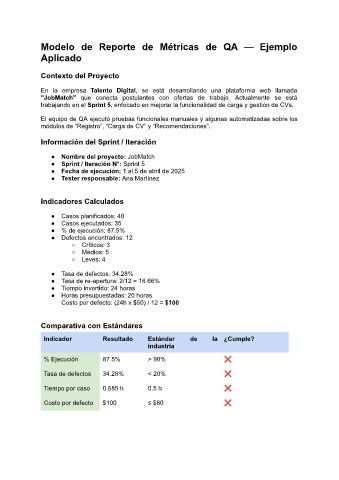 Modelo de Reporte de Métricas de QA — Ejemplo
Aplicado
Contexto del Proyecto
En la empresa Talento Digital, se está desarrollando una plataforma web llamada
"JobMatch" que conecta postulantes con ofertas de trabajo. Actualmente se está
trabajando en el Sprint 5, enfocado en mejorar la funcionalidad de carga y gestión de CVs.
El equipo de QA ejecutó pruebas funcionales manuales y algunas automatizadas sobre los
módulos de "Registro", "Carga de CV" y "Recomendaciones".
Información del Sprint / Iteración
● Nombre del proyecto: JobMatch
● Sprint / Iteración N°: Sprint 5
● Fecha de ejecución: 1 al 5 de abril de 2025
● Tester responsable: Ana Martínez
Indicadores Calculados
● Casos planificados: 40
● Casos ejecutados: 35
● % de ejecución: 87.5%
● Defectos encontrados: 12
○ Críticos: 3
○ Medios: 5
○ Leves: 4
● Tasa de defectos: 34.28%
● Tasa de re-apertura: 2/12 = 16.66%
● Tiempo invertido: 24 horas
● Horas presupuestadas: 20 horas
Costo por defecto: (24h x $50) / 12 = $100
Comparativa con Estándares
Indicador Resultado Estándar de la ¿Cumple?
industria
% Ejecución 87.5% > 90% ❌
Tasa de defectos 34.28% < 20% ❌
Tiempo por caso 0.685 h 0.5 h ❌
Costo por defecto $100 ≤ $80 ❌